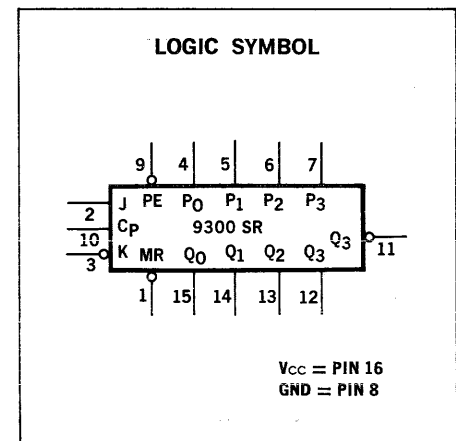 LOGIC SYMBOL
9 4 5 6 7
J PE P0 P1 P2 P3
2
CP 9300 SR Q3 11
10
K MR Q0 Q1 Q2 Q3
3
1 15 14 13 12
VCC = PIN 16
GND = PIN 8